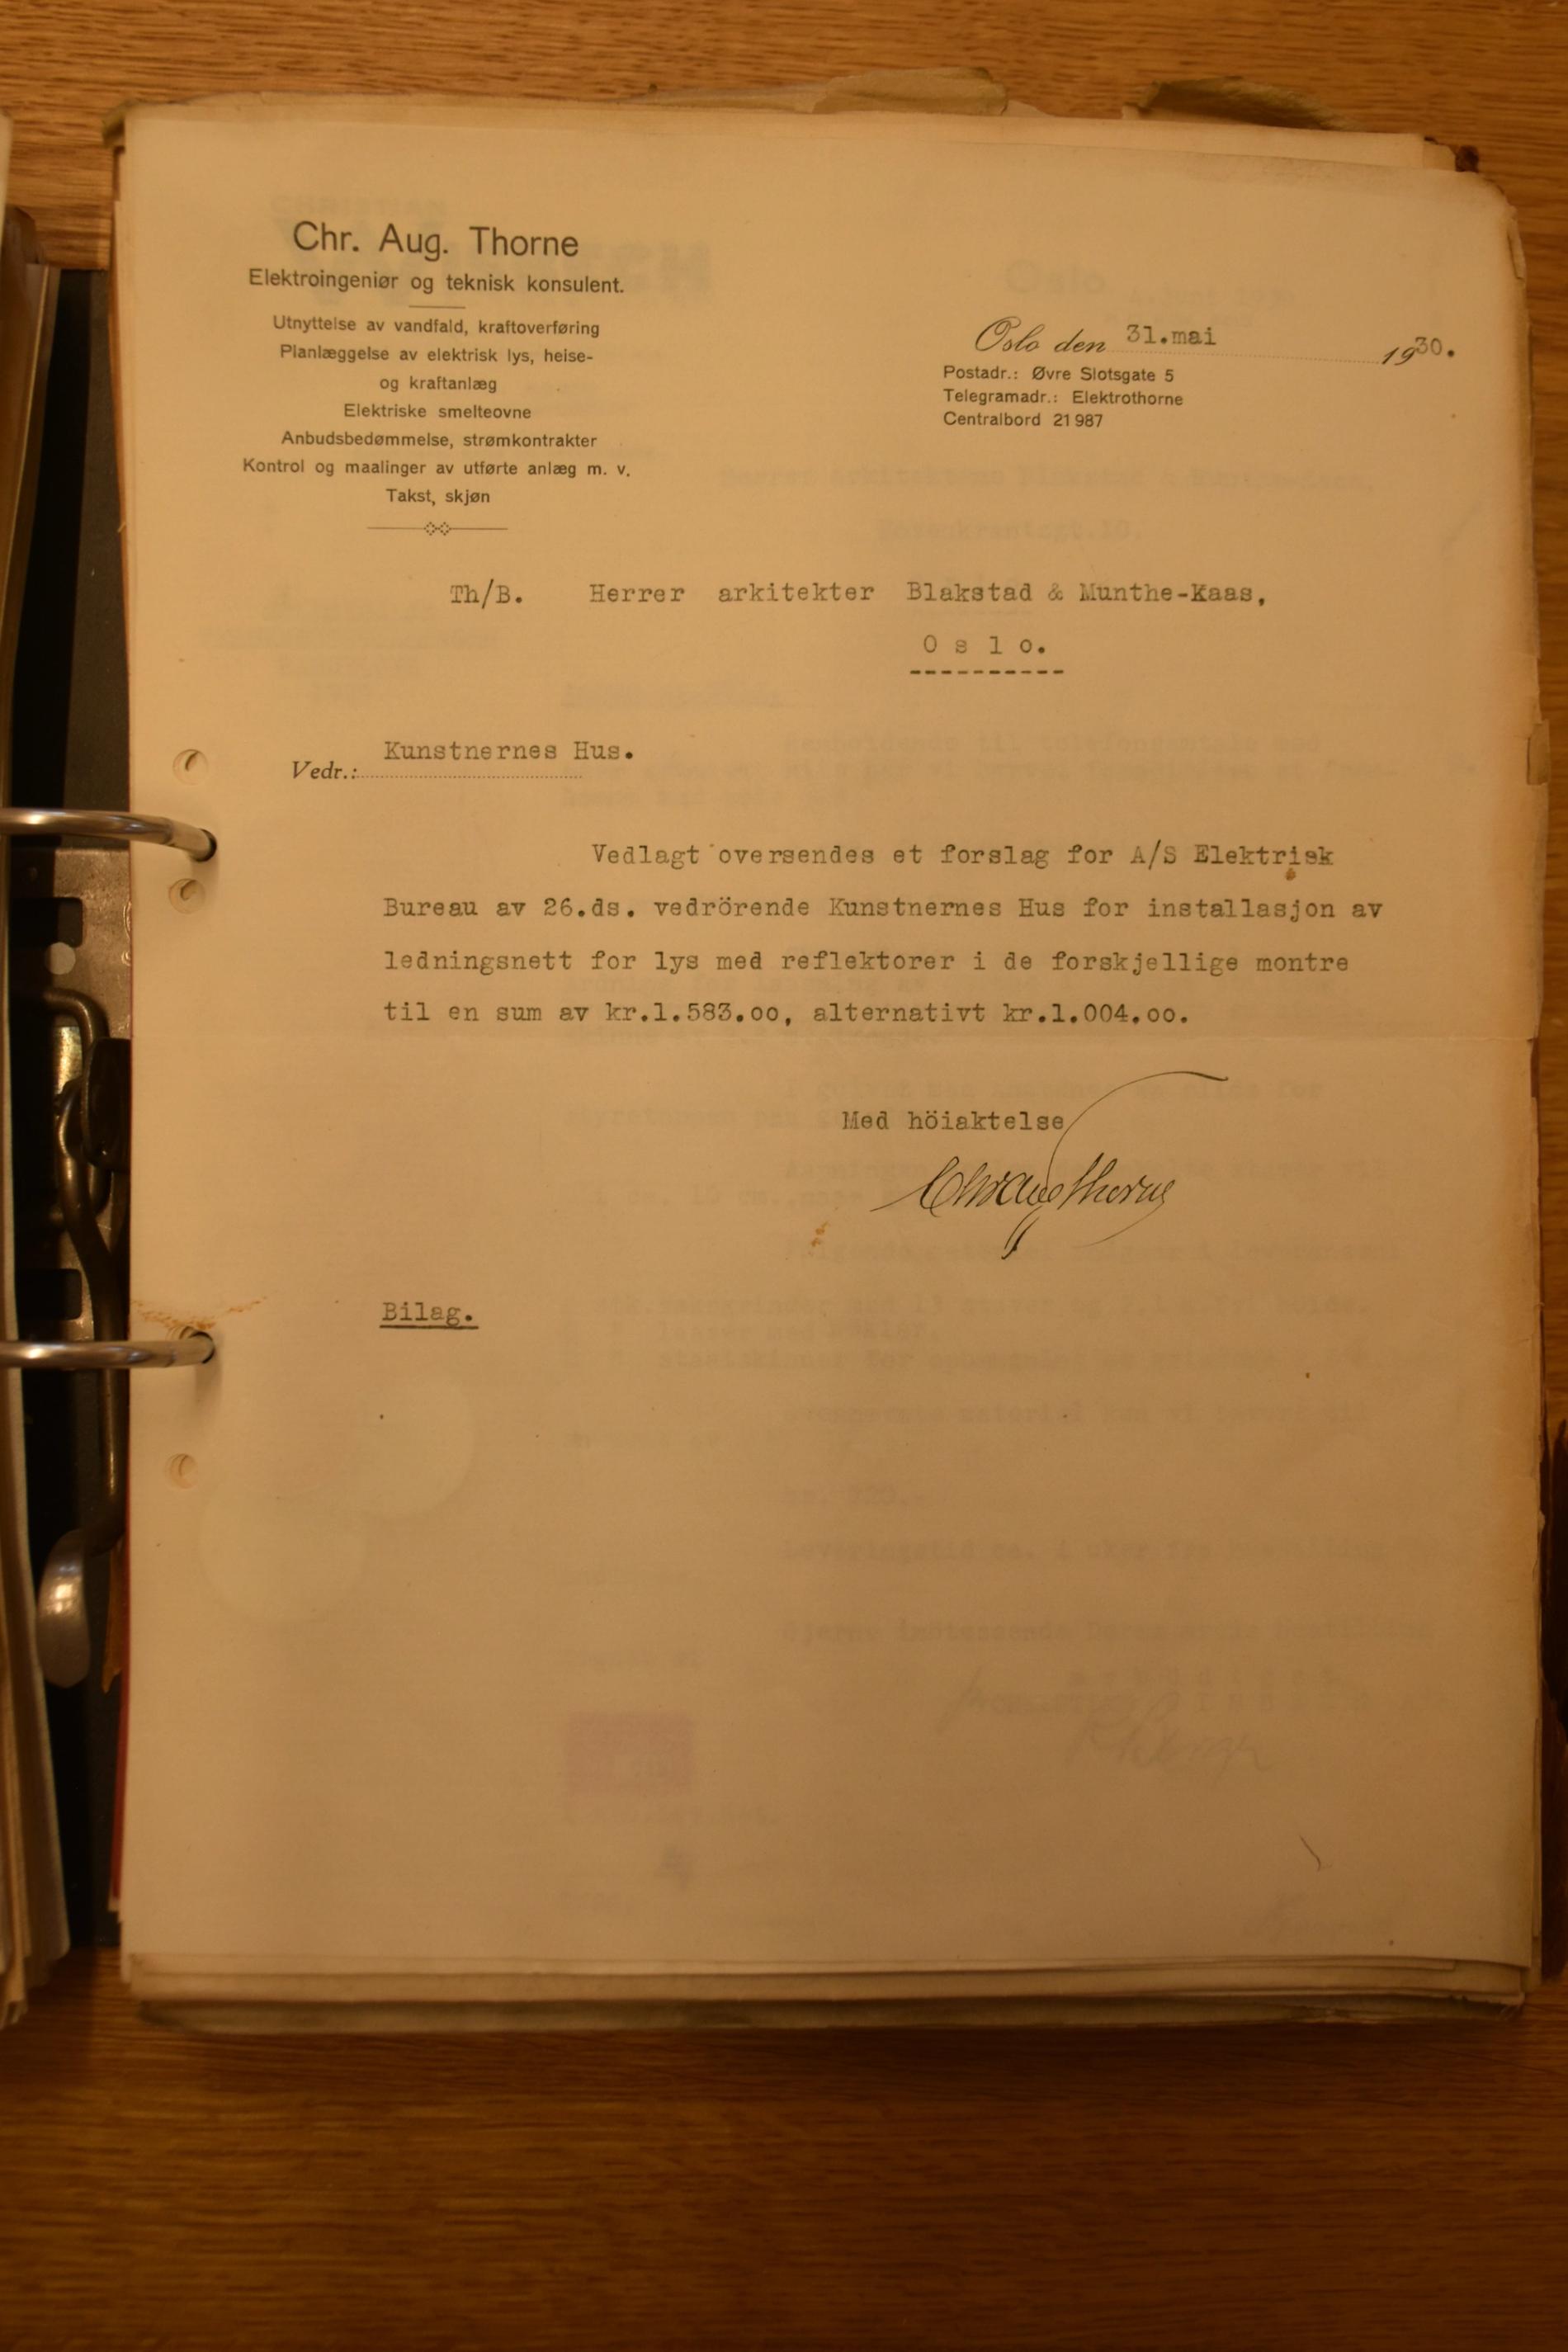 Chr. Aug. Thorne
Elektroingeniør og teknisk konsulent.
Utnyttelse av vandfald, kraftoverføring
Planlæggelse av elektrisk lys, heise-
og kraftanlæg
Elektriske smelteovne
Anbudsbedømmelse, strømkontrakter
Kontrol og maalinger av utførte anlæg m. v.
Takst, skjøn
Oslo den 31.mai 1930.
Postadr.: Øvre Slotsgate 5
Telegramadr.: Elektrothorne
Centralbord 21 987
Th/B. Herrer arkitekter Blakstad & Munthe-Kaas,
O s l o.
Vedr.: Kunstnernes Hus.
Vedlagt oversendes et forslag for A/S Elektrisk
Bureau av 26.ds. vedrörende Kunstnernes Hus for installasjon av
ledningsnett for lys med reflektorer i de forskjellige montre
til en sum av kr.1.583.oo, alternativt kr.1.004.oo.
Med höiaktelse
Chr Aug Thorne
Bilag.